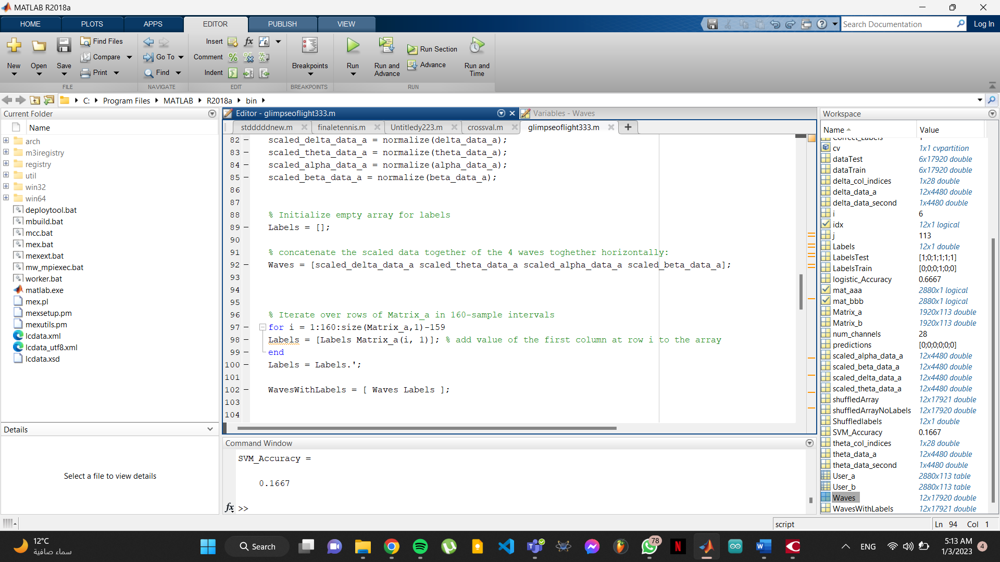 MATLAB R2018a
HOME PLOTS APPS EDITOR PUBLISH VIEW
Search Documentation Log In
New Open Save
Find Files
Compare
Print
Go To
Find
Insert
Comment
Indent
Breakpoints
Run
Run and Advance
Run Section
Advance
Run and Time
FILE NAVIGATE EDIT BREAKPOINTS RUN
C: Program Files MATLAB R2018a bin
Current Folder
Name
arch
m3iregistry
registry
util
win32
win64
deploytool.bat
mbuild.bat
mcc.bat
mex.bat
mexext.bat
mw_mpiexec.bat
worker.bat
matlab.exe
mex.pl
mexsetup.pm
mexutils.pm
lcdata.xml
lcdata_utf8.xml
lcdata.xsd
Details
Select a file to view details
Editor - glimpseoflight333.m
Variables - Waves
stdddddnew.m finaletennis.m Untitledy223.m crossval.m glimpseoflight333.m
82 – scaled_delta_data_a = normalize(delta_data_a);
83 – scaled_theta_data_a = normalize(theta_data_a);
84 – scaled_alpha_data_a = normalize(alpha_data_a);
85 – scaled_beta_data_a = normalize(beta_data_a);
86
87
88 % Initialize empty array for labels
89 – Labels = [];
90
91 % concatenate the scaled data together of the 4 waves toghether horizontally:
92 – Waves = [scaled_delta_data_a scaled_theta_data_a scaled_alpha_data_a scaled_beta_data_a];
93
94
95
96 % Iterate over rows of Matrix_a in 160-sample intervals
97 – for i = 1:160:size(Matrix_a,1)-159
98 – Labels = [Labels Matrix_a(i, 1)]; % add value of the first column at row i to the array
99 – end
100 – Labels = Labels.';
101
102 – WavesWithLabels = [ Waves Labels ];
103
104
Command Window
SVM_Accuracy =
0.1667
fx >>
Workspace
Name Value
Correct_Labels 1
cv 1x1 cvpartition
dataTest 6x17920 double
dataTrain 6x17920 double
delta_col_indices 1x28 double
delta_data_a 12x4480 double
delta_data_second 1x4480 double
i 6
idx 12x1 logical
j 113
Labels 12x1 double
LabelsTest [1;0;1;1;1;1]
LabelsTrain [0;0;0;1;0;0]
logistic_Accuracy 0.6667
mat_aaa 2880x1 logical
mat_bbb 2880x1 logical
Matrix_a 1920x113 double
Matrix_b 1920x113 double
num_channels 28
predictions [0;0;0;0;0;0]
scaled_alpha_data_a 12x4480 double
scaled_beta_data_a 12x4480 double
scaled_delta_data_a 12x4480 double
scaled_theta_data_a 12x4480 double
shuffledArray 12x17921 double
shuffledArrayNoLabels 12x17920 double
Shuffledlabels 12x1 double
SVM_Accuracy 0.1667
theta_col_indices 1x28 double
theta_data_a 12x4480 double
theta_data_second 1x4480 double
User_a 2880x113 table
User_b 2880x113 table
Waves 12x17920 double
WavesWithLabels 12x17921 double
script Ln 94 Col 1
12°C
سماء صافية
Search
78
ENG
5:13 AM
1/3/2023
4